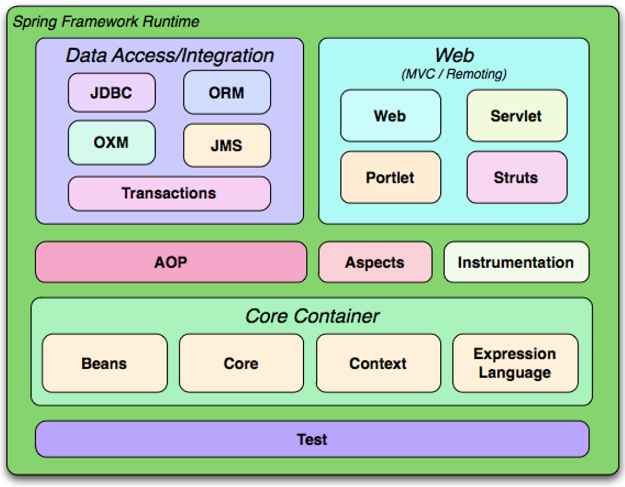 Spring Framework Runtime
Data Access/Integration
JDBC
ORM
OXM
JMS
Transactions
Web
(MVC / Remoting)
Web
Servlet
Portlet
Struts
AOP
Aspects
Instrumentation
Core Container
Beans
Core
Context
Expression
Language
Test